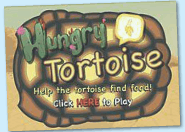 Hungry
Tortoise
Help the tortoise find food!
Click HERE to Play